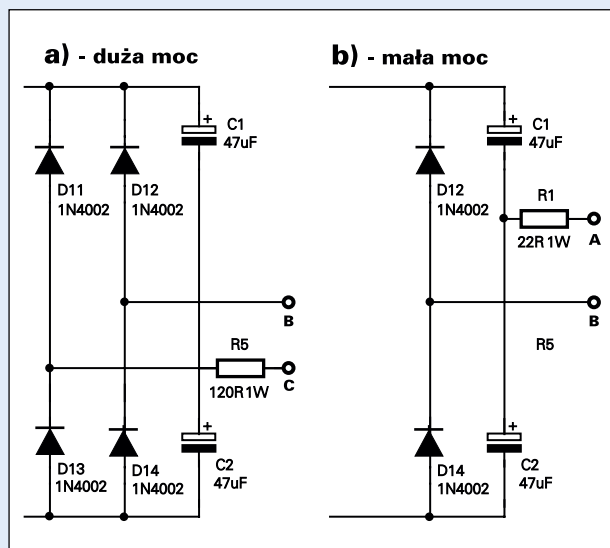 a) - duża moc
+
C1
47uF
D11
1N4002
D12
1N4002
B
R5
120R1W
C
+
D13
1N4002
D14
1N4002
C2
47uF
b) - mała moc
+
C1
47uF
D12
1N4002
R1
22R1W
A
B
R5
+
D14
1N4002
C2
47uF